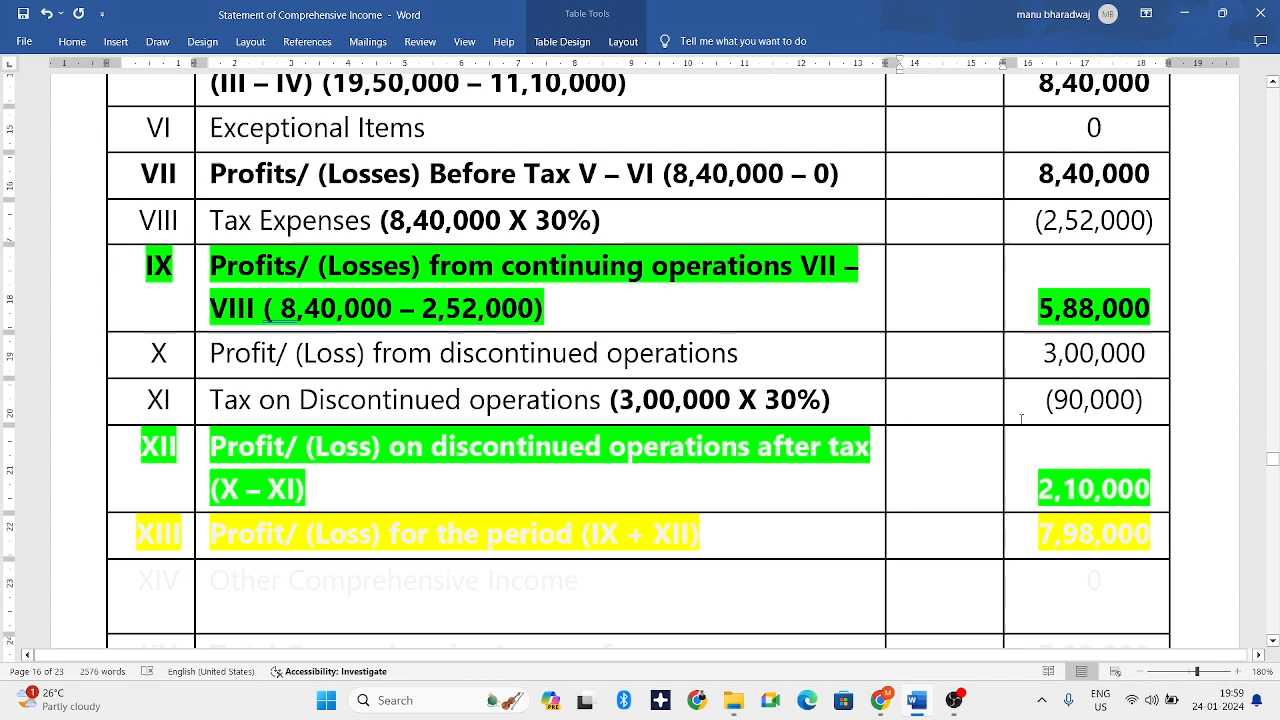 Statement of Comprehensive Income - Word
Table Tools
manu bharadwaj MB
File Home Insert Draw Design Layout References Mailings Review View Help Table Design Layout Tell me what you want to do
(III – IV) (19,50,000 – 11,10,000) 8,40,000
VI Exceptional Items 0
VII Profits/ (Losses) Before Tax V – VI (8,40,000 – 0) 8,40,000
VIII Tax Expenses (8,40,000 X 30%) (2,52,000)
IX Profits/ (Losses) from continuing operations VII –
VIII ( 8,40,000 – 2,52,000) 5,88,000
X Profit/ (Loss) from discontinued operations 3,00,000
XI Tax on Discontinued operations (3,00,000 X 30%) (90,000)
XII Profit/ (Loss) on discontinued operations after tax
(X – XI) 2,10,000
XIII Profit/ (Loss) for the period (IX + XII) 7,98,000
XIV Other Comprehensive Income 0
Page 16 of 23 2576 words English (United States) Accessibility: Investigate 180%
26°C
Partly cloudy
Search
ENG
US
19:59
24-01-2024